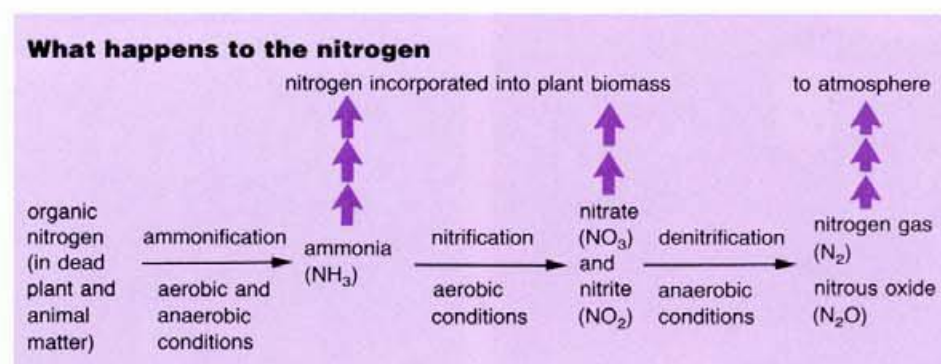 What happens to the nitrogen
nitrogen incorporated into plant biomass
to atmosphere
organic
nitrogen
(in dead
plant and
animal
matter)
ammonification
aerobic and
anaerobic
conditions
ammonia
(NH₃)
nitrification
aerobic
conditions
nitrate
(NO₃)
and
nitrite
(NO₂)
denitrification
anaerobic
conditions
nitrogen gas
(N₂)
nitrous oxide
(N₂O)